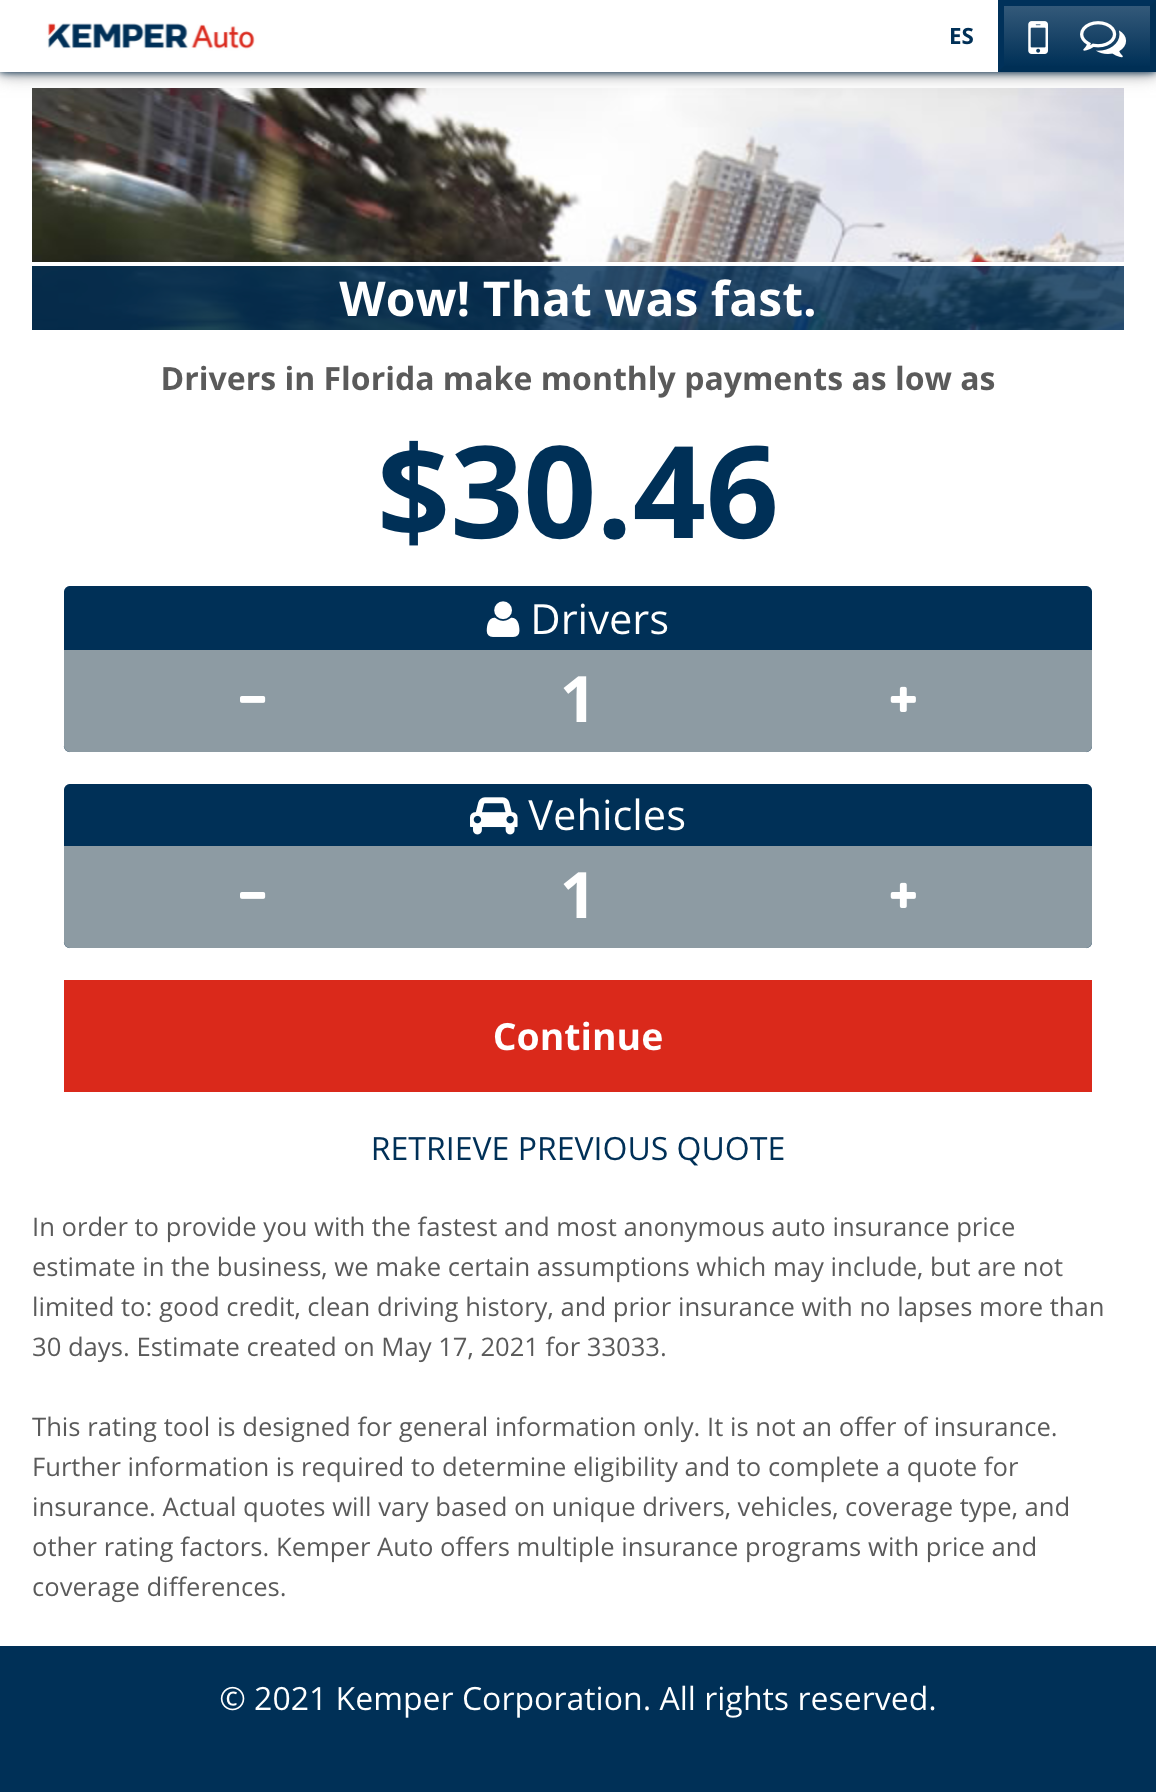 KEMPER Auto
ES
Wow! That was fast.
Drivers in Florida make monthly payments as low as
$30.46
Drivers
− 1 +
Vehicles
− 1 +
Continue
RETRIEVE PREVIOUS QUOTE
In order to provide you with the fastest and most anonymous auto insurance price
estimate in the business, we make certain assumptions which may include, but are not
limited to: good credit, clean driving history, and prior insurance with no lapses more than
30 days. Estimate created on May 17, 2021 for 33033.
This rating tool is designed for general information only. It is not an offer of insurance.
Further information is required to determine eligibility and to complete a quote for
insurance. Actual quotes will vary based on unique drivers, vehicles, coverage type, and
other rating factors. Kemper Auto offers multiple insurance programs with price and
coverage differences.
© 2021 Kemper Corporation. All rights reserved.